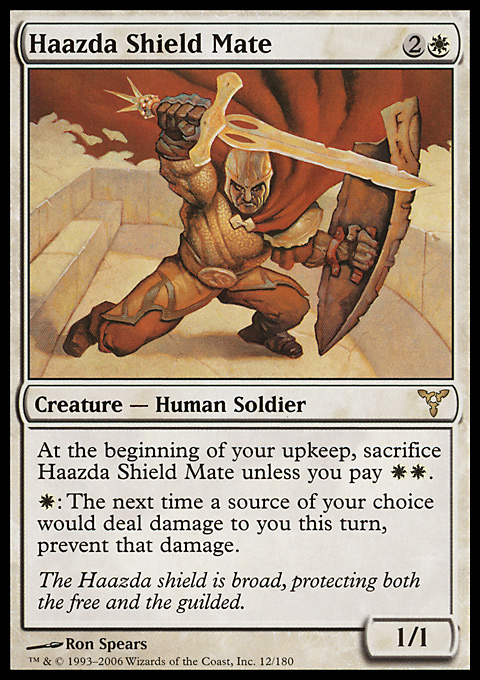 Haazda Shield Mate 2
Creature — Human Soldier
At the beginning of your upkeep, sacrifice
Haazda Shield Mate unless you pay .
: The next time a source of your choice
would deal damage to you this turn,
prevent that damage.
The Haazda shield is broad, protecting both
the free and the guilded.
Ron Spears
1/1
™ & © 1993–2006 Wizards of the Coast, Inc. 12/180